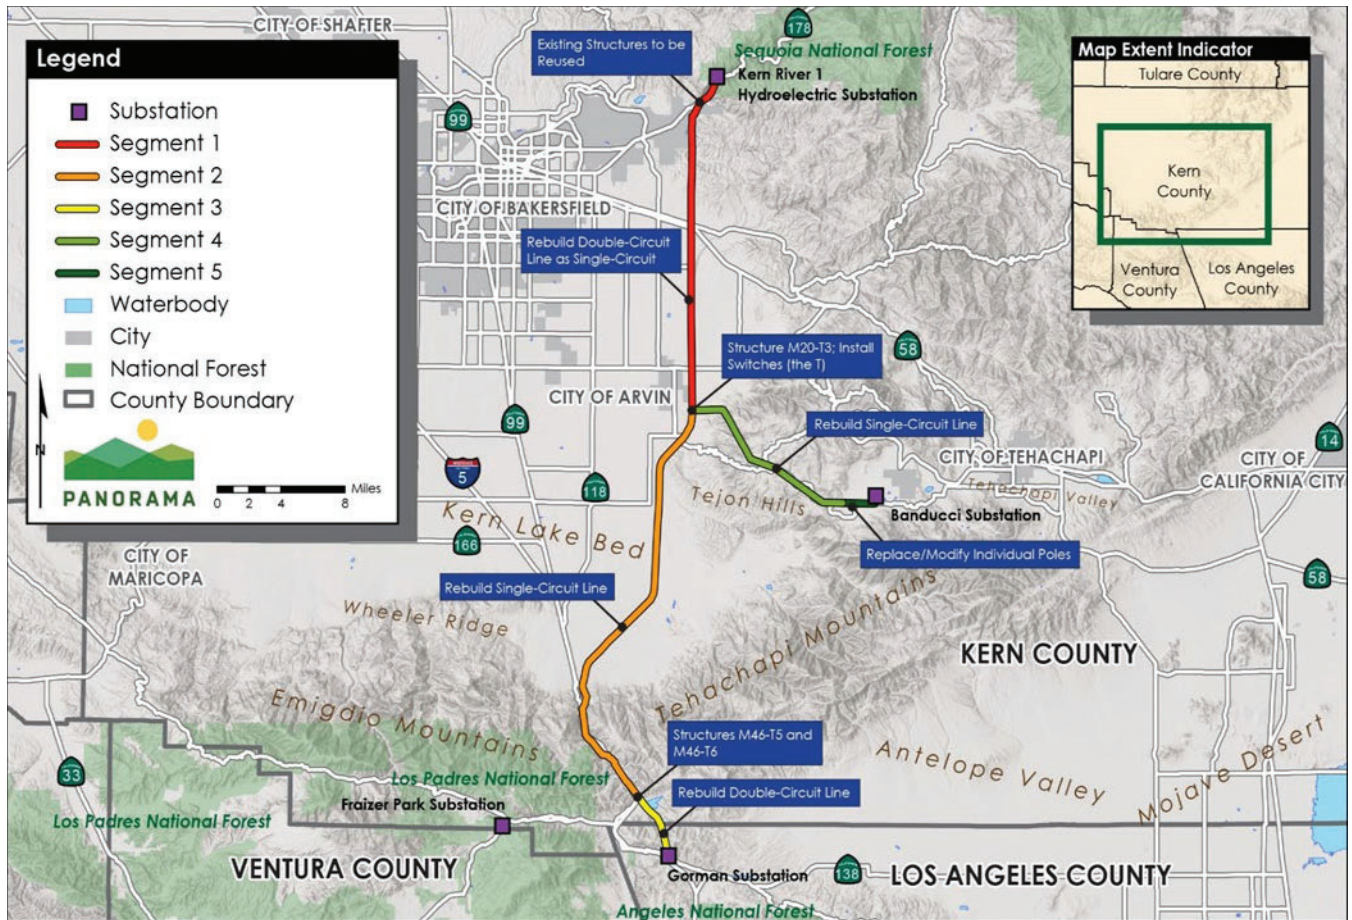 Legend
Substation
Segment 1
Segment 2
Segment 3
Segment 4
Segment 5
Waterbody
City
National Forest
County Boundary
N
PANORAMA
0 2 4 8 Miles
CITY OF SHAFTER
178
Existing Structures to be
Reused
Sequoia National Forest
Kern River 1
Hydroelectric Substation
99
CITY OF BAKERSFIELD
Rebuild Double-Circuit
Line as Single-Circuit
Structure M20-T3; Install
Switches (the T)
58
CITY OF ARVIN
99
Rebuild Single-Circuit Line
14
INTERSTATE
5
118
CITY OF TEHACHAPI
CITY OF
CALIFORNIA CITY
Tehachapi Valley
Tejon Hills
Banducci Substation
Kern Lake Bed
166
Replace/Modify Individual Poles
CITY OF
MARICOPA
58
Rebuild Single-Circuit Line
Wheeler Ridge
Tehachapi Mountains
KERN COUNTY
Emigdio Mountains
Structures M46-T5 and
M46-T6
Antelope Valley
Mojave Desert
33
Los Padres National Forest
Rebuild Double-Circuit Line
Fraizer Park Substation
Los Padres National Forest
VENTURA COUNTY
Gorman Substation
138
LOS ANGELES COUNTY
Angeles National Forest
Map Extent Indicator
Tulare County
Kern
County
Ventura
County
Los Angeles
County